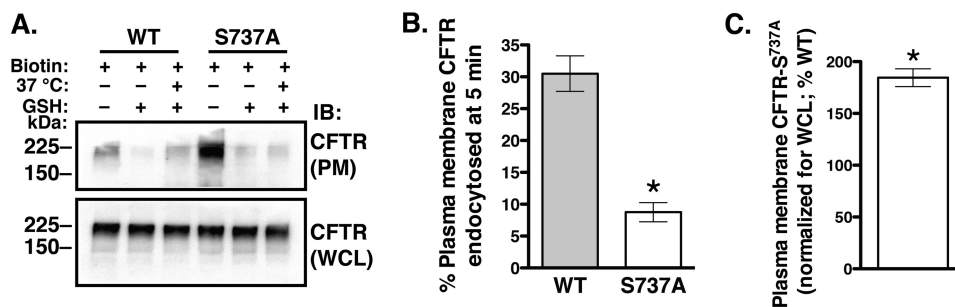 A.
WT S737A
Biotin: + + + + + +
37 °C: – – + – – +
GSH: – + + – + +
kDa:
IB:
225–
150–
CFTR
(PM)
225–
150–
CFTR
(WCL)
B.
% Plasma membrane CFTR
endocytosed at 5 min
35
30
25
20
15
10
5
0
*
WT S737A
C.
Plasma membrane CFTR-S737A
(normalized for WCL; % WT)
200
150
100
50
0
*